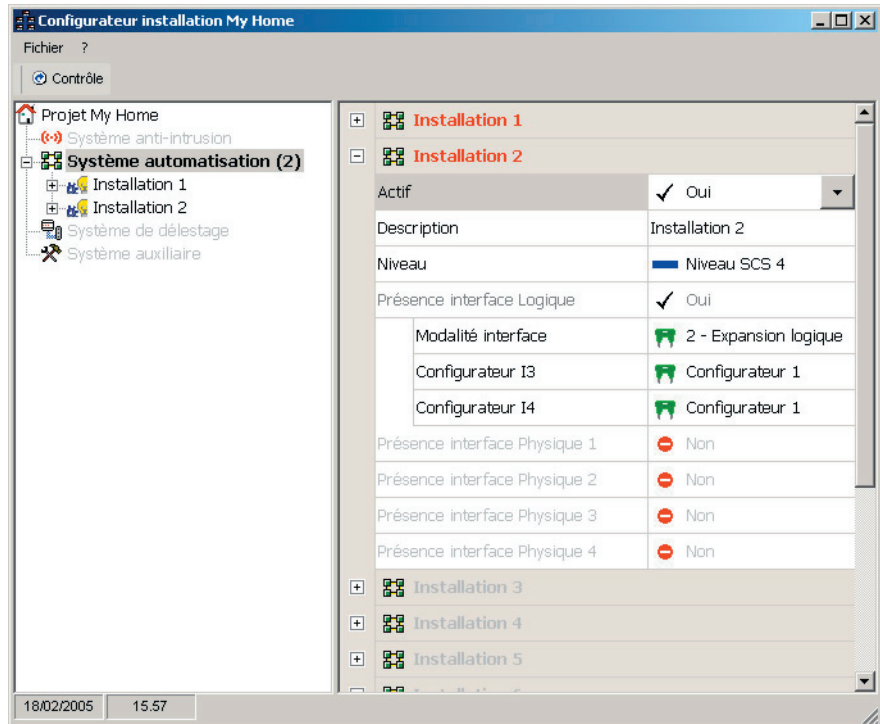 Configurateur installation My Home
Fichier ?
Contrôle
Projet My Home
Système anti-intrusion
Système automatisation (2)
Installation 1
Installation 2
Système de délestage
Système auxiliaire
Installation 1
Installation 2
Actif Oui
Description Installation 2
Niveau Niveau SCS 4
Présence interface Logique Oui
Modalité interface 2 - Expansion logique
Configurateur I3 Configurateur 1
Configurateur I4 Configurateur 1
Présence interface Physique 1 Non
Présence interface Physique 2 Non
Présence interface Physique 3 Non
Présence interface Physique 4 Non
Installation 3
Installation 4
Installation 5
18/02/2005 15.57